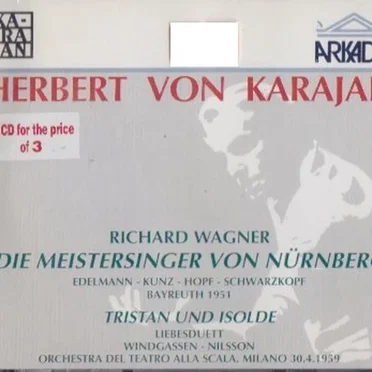 KA-
RA
JAN
ARKAD
HERBERT VON KARAJA
CD for the price
of 3
RICHARD WAGNER
DIE MEISTERSINGER VON NÜRNBERG
EDELMANN - KUNZ - HOPF - SCHWARZKOPF
BAYREUTH 1951
TRISTAN UND ISOLDE
LIEBESDUETT
WINDGASSEN - NILSSON
ORCHESTRA DEL TEATRO ALLA SCALA, MILANO 30.4.1959